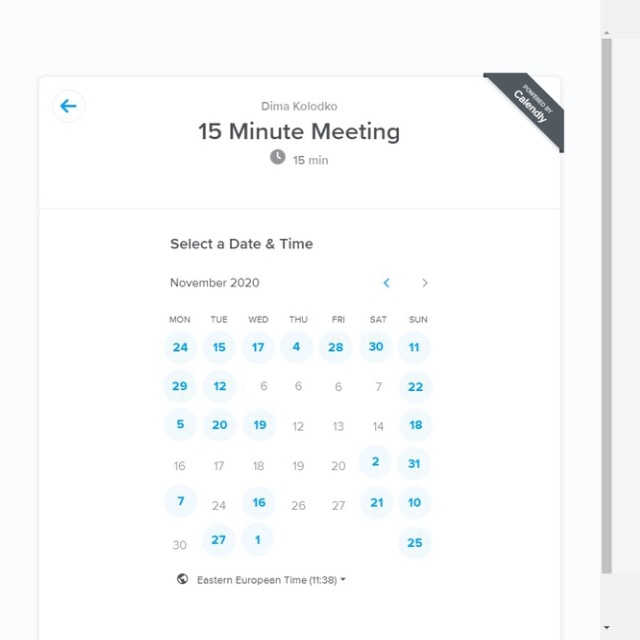 POWERED BY
Calendly
Dima Kolodko
15 Minute Meeting
15 min
Select a Date & Time
November 2020
MON TUE WED THU FRI SAT SUN
24 15 17 4 28 30 11
29 12 6 6 6 7 22
5 20 19 12 13 14 18
16 17 18 19 20 2 31
7 24 16 26 27 21 10
30 27 1 25
Eastern European Time (11:38)